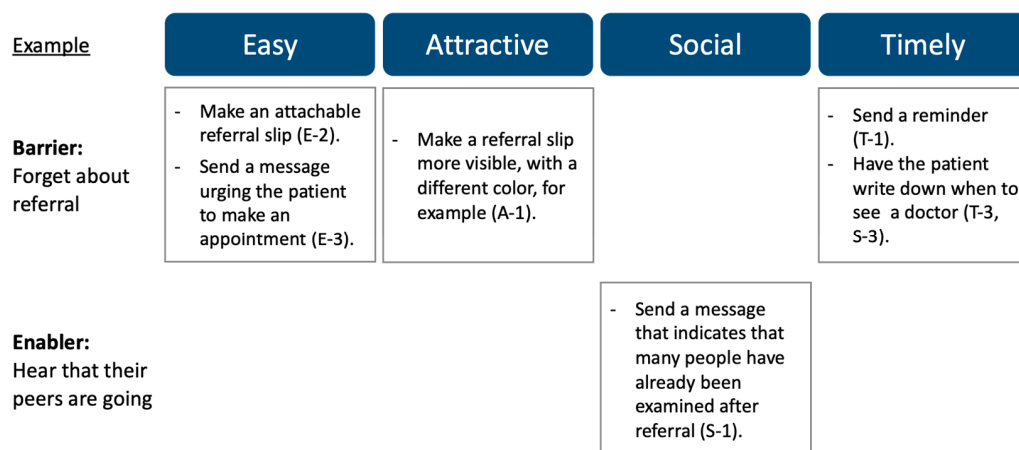 Example
Easy
Attractive
Social
Timely
Barrier:
Forget about
referral
- Make an attachable
referral slip (E-2).
- Send a message
urging the patient
to make an
appointment (E-3).
- Make a referral slip
more visible, with a
different color, for
example (A-1).
- Send a reminder
(T-1).
- Have the patient
write down when to
see a doctor (T-3,
S-3).
Enabler:
Hear that their
peers are going
- Send a message
that indicates that
many people have
already been
examined after
referral (S-1).